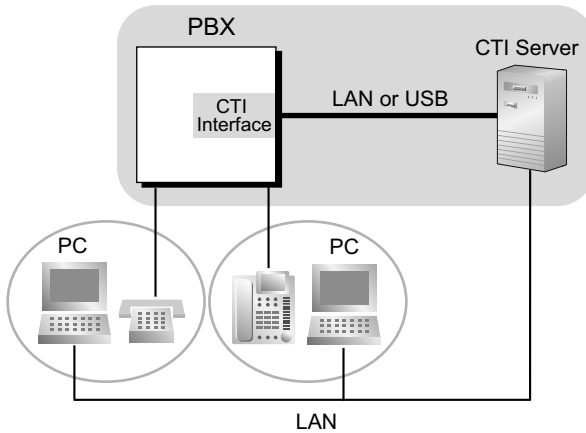 PBX
CTI Server
CTI
Interface
LAN or USB
PC
PC
LAN